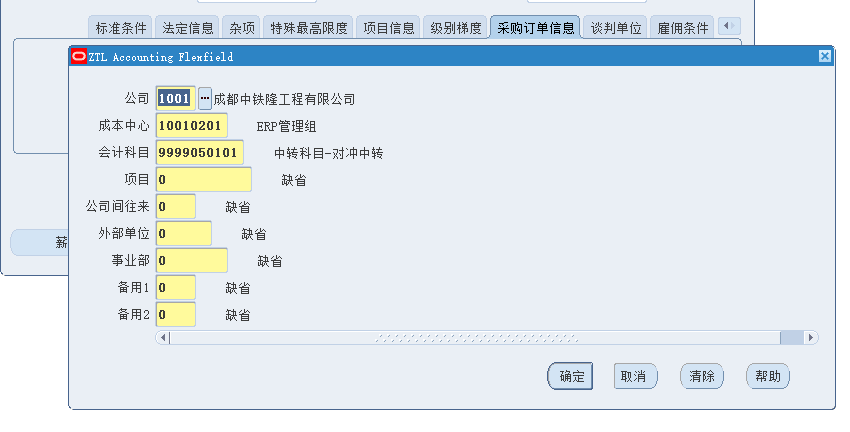 标准条件 法定信息 杂项 特殊最高限度 项目信息 级别梯度 采购订单信息 谈判单位 雇佣条件
ZTL Accounting Flexfield
公司 1001 成都中铁隆工程有限公司
成本中心 10010201 ERP管理组
会计科目 9999050101 中转科目-对冲中转
项目 0 缺省
公司间往来 0 缺省
外部单位 0 缺省
事业部 0 缺省
备用1 0 缺省
备用2 0 缺省
薪
确定 取消 清除 帮助